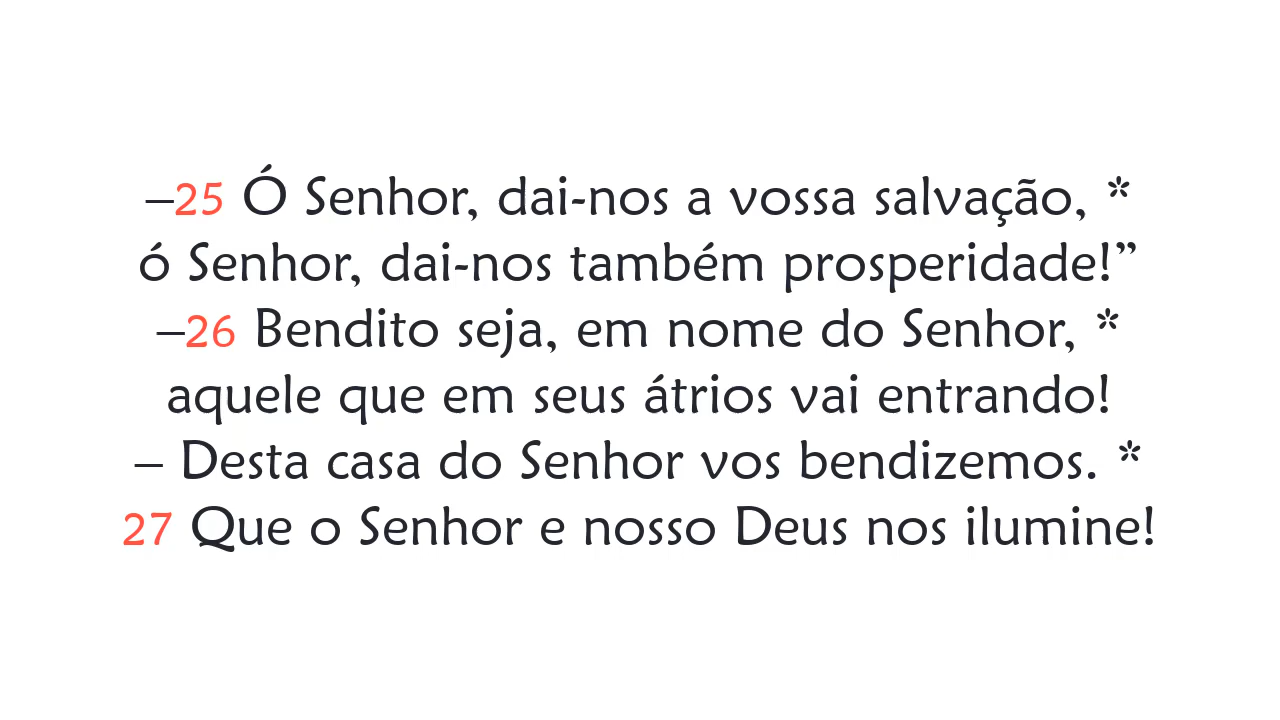 –25 Ó Senhor, dai-nos a vossa salvação, *
ó Senhor, dai-nos também prosperidade!”
–26 Bendito seja, em nome do Senhor, *
aquele que em seus átrios vai entrando!
– Desta casa do Senhor vos bendizemos. *
27 Que o Senhor e nosso Deus nos ilumine!